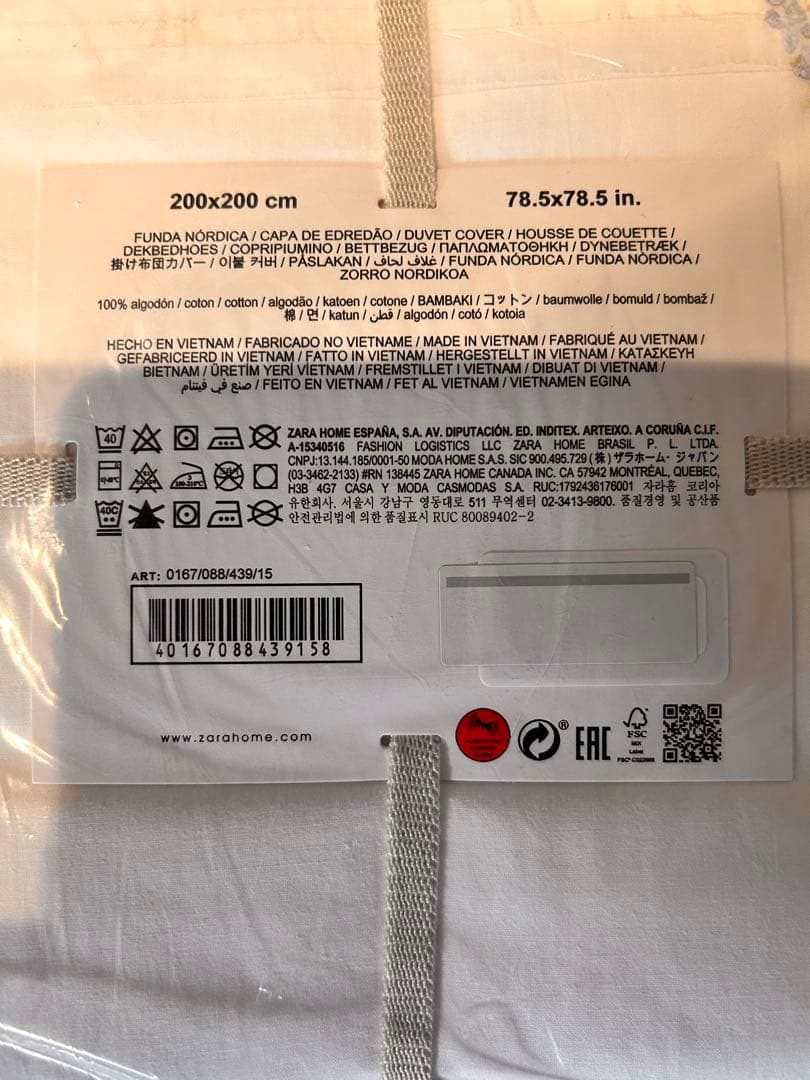 200x200 cm
78.5x78.5 in.
FUNDA NÓRDICA / CAPA DE EDREDÃO / DUVET COVER / HOUSSE DE COUETTE /
DEKBEDHOES / COPRIPIUMINO / BETTBEZUG / ΠΑΠΛΩΜΑΤΟΘΗΚΗ / DYNEBETRÆK /
掛け布団カバー / 이불 커버 / PÅSLAKAN / غلاف لحاف / FUNDA NÓRDICA / FUNDA NÒRDICA /
ZORRO NORDIKOA
100% algodón / coton / cotton / algodão / katoen / cotone / BAMBAKI / コットン / baumwolle / bomuld / bombaž /
棉 / 면 / katun / قطن / algodón / cotó / kotoia
HECHO EN VIETNAM / FABRICADO NO VIETNAME / MADE IN VIETNAM / FABRIQUÉ AU VIETNAM /
GEFABRICEERD IN VIETNAM / FATTO IN VIETNAM / HERGESTELLT IN VIETNAM / ΚΑΤΑΣΚΕΥΗ
ΒΙΕΤΝΑΜ / ÜRETİM YERİ VİETNAM / FREMSTILLET I VIETNAM / DIBUAT DI VIETNAM /
صنع في فيتنام / FEITO EN VIETNAM / FET AL VIETNAM / VIETNAMEN EGINA
40
40C
ZARA HOME ESPAÑA, S.A. AV. DIPUTACIÓN. ED. INDITEX. ARTEIXO. A CORUÑA C.I.F.
A-15340516 FASHION LOGISTICS LLC ZARA HOME BRASIL P. L. LTDA.
CNPJ:13.144.185/0001-50 MODA HOME S.A.S. SIC 900.495.729 (株) ザラホーム・ジャパン
(03-3462-2133) #RN 138445 ZARA HOME CANADA INC. CA 57942 MONTRÉAL, QUEBEC,
H3B 4G7 CASA Y MODA CASMODAS S.A. RUC:1792436176001 자라홈 코리아
유한회사. 서울시 강남구 영동대로 511 무역센터 02-3413-9800. 품질경영 및 공산품
안전관리법에 의한 품질표시 RUC 80089402-2
ART: 0167/088/439/15
4016708843915​8
www.zarahome.com
®
EAC
FSC
MIX
Label